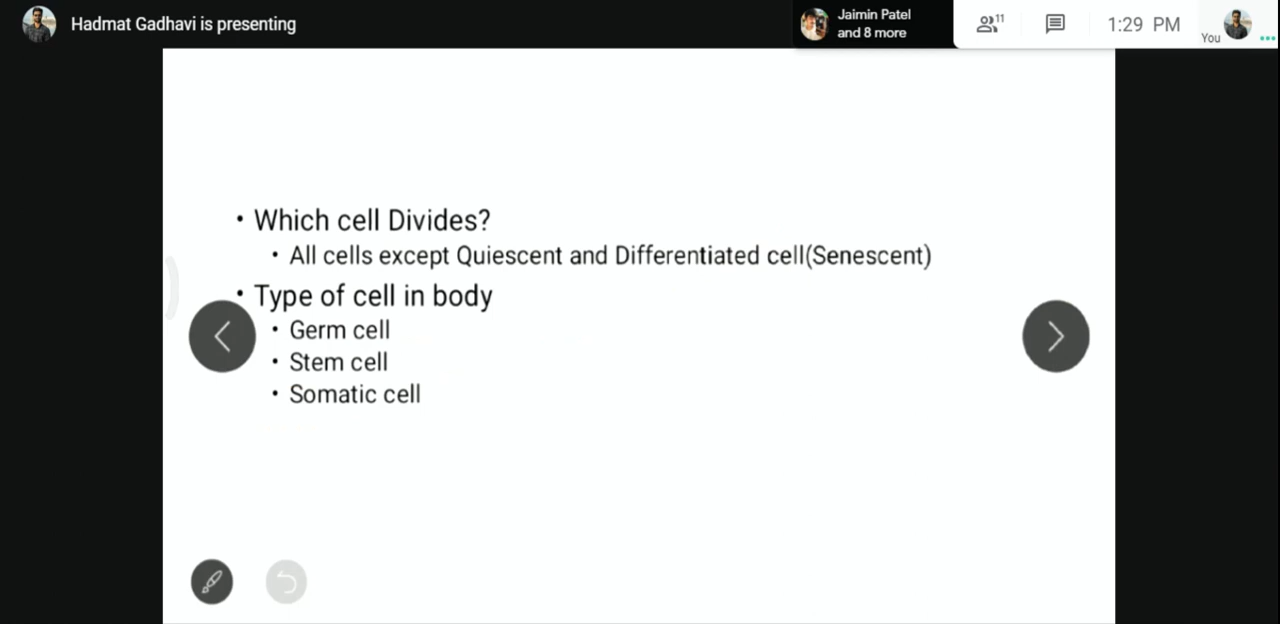 Hadmat Gadhavi is presenting
Jaimin Patel
and 8 more
11
1:29 PM
You
• Which cell Divides?
• All cells except Quiescent and Differentiated cell(Senescent)
• Type of cell in body
• Germ cell
• Stem cell
• Somatic cell